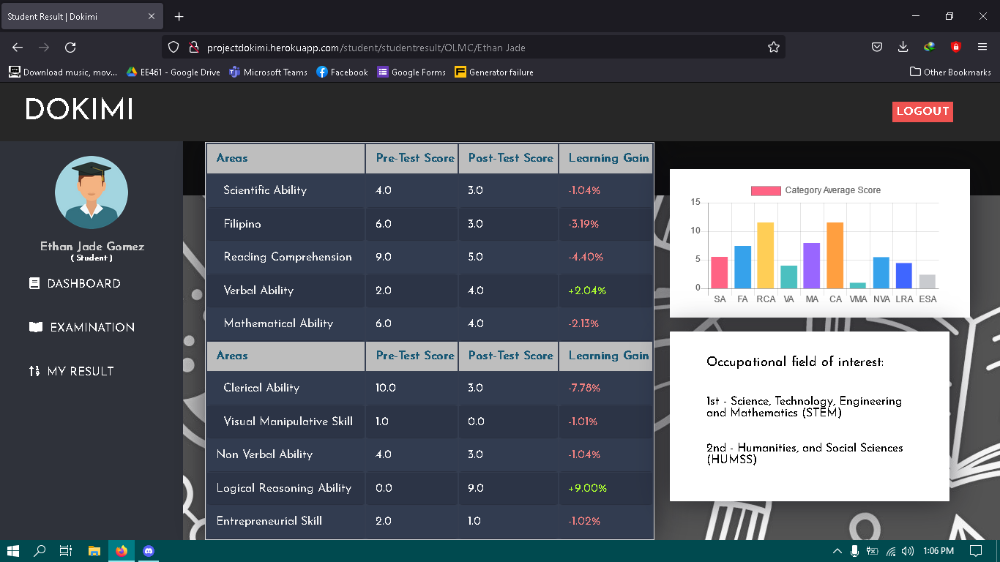 Student Result | Dokimi
projectdokimi.herokuapp.com/student/studentresult/OLMC/Ethan Jade
Download music, mov... EE461 - Google Drive Microsoft Teams Facebook Google Forms Generator failure Other Bookmarks
DOKIMI
LOGOUT
Ethan Jade Gomez
( Student )
DASHBOARD
EXAMINATION
MY RESULT
Areas Pre-Test Score Post-Test Score Learning Gain
Scientific Ability 4.0 3.0 -1.04%
Filipino 6.0 3.0 -3.19%
Reading Comprehension 9.0 5.0 -4.40%
Verbal Ability 2.0 4.0 +2.04%
Mathematical Ability 6.0 4.0 -2.13%
Areas Pre-Test Score Post-Test Score Learning Gain
Clerical Ability 10.0 3.0 -7.78%
Visual Manipulative Skill 1.0 0.0 -1.01%
Non Verbal Ability 4.0 3.0 -1.04%
Logical Reasoning Ability 0.0 9.0 +9.00%
Entrepreneurial Skill 2.0 1.0 -1.02%
Category Average Score
15
10
5
0
SA FA RCA VA MA CA VMA NVA LRA ESA
Occupational field of interest:
1st - Science, Technology, Engineering
and Mathematics (STEM)
2nd - Humanities, and Social Sciences
(HUMSS)
1:06 PM